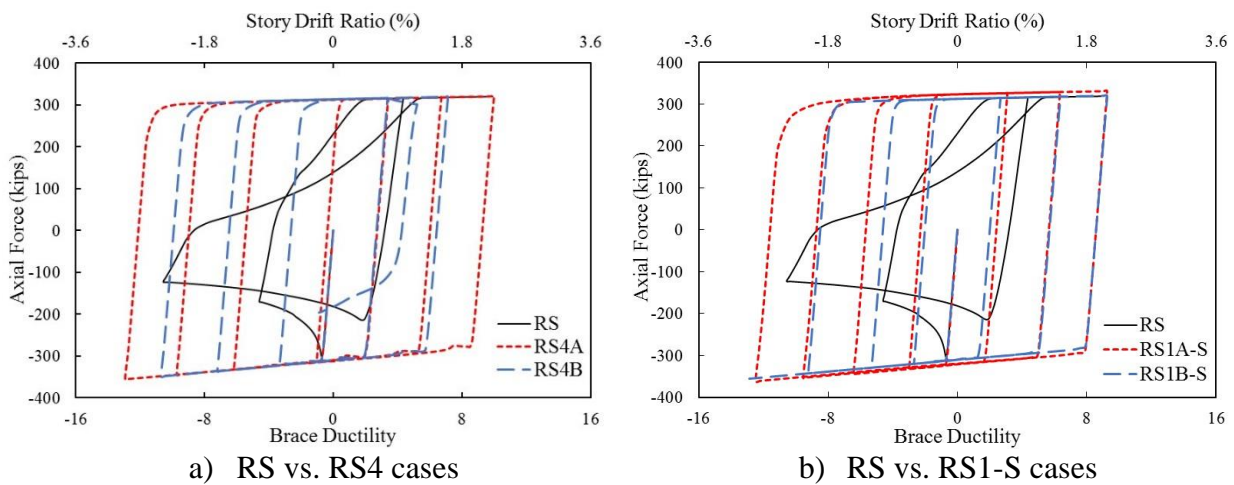 Story Drift Ratio (%)
-3.6 -1.8 0 1.8 3.6
400
300
200
100
0
-100
-200
-300
-400
Axial Force (kips)
RS
RS4A
RS4B
-16 -8 0 8 16
Brace Ductility
a) RS vs. RS4 cases
Story Drift Ratio (%)
-3.6 -1.8 0 1.8 3.6
400
300
200
100
0
-100
-200
-300
-400
Axial Force (kips)
RS
RS1A-S
RS1B-S
-16 -8 0 8 16
Brace Ductility
b) RS vs. RS1-S cases